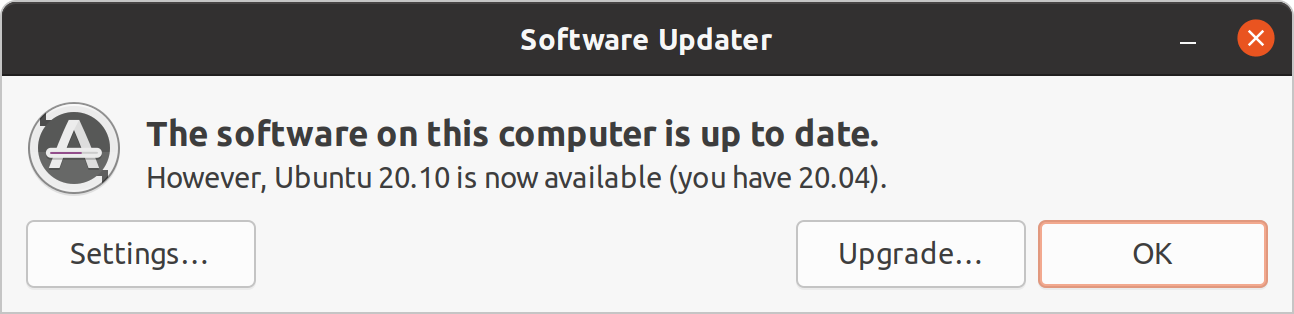 Software Updater
The software on this computer is up to date.
However, Ubuntu 20.10 is now available (you have 20.04).
Settings…
Upgrade…
OK